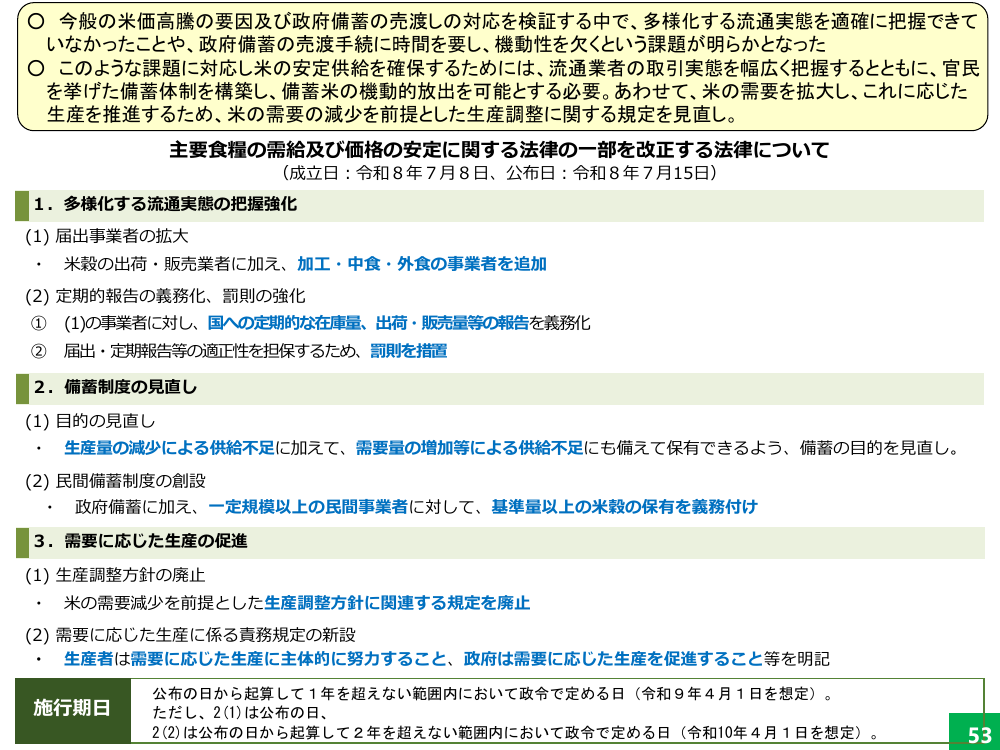 ○ 今般の米価高騰の要因及び政府備蓄の売渡しの対応を検証する中で、多様化する流通実態を適確に把握できて
いなかったことや、政府備蓄の売渡手続に時間を要し、機動性を欠くという課題が明らかとなった
○ このような課題に対応し米の安定供給を確保するためには、流通業者の取引実態を幅広く把握するとともに、官民
を挙げた備蓄体制を構築し、備蓄米の機動的放出を可能とする必要。あわせて、米の需要を拡大し、これに応じた
生産を推進するため、米の需要の減少を前提とした生産調整に関する規定を見直し。
主要食糧の需給及び価格の安定に関する法律の一部を改正する法律について
（成立日：令和８年７月８日、公布日：令和８年７月15日）
１．多様化する流通実態の把握強化
(1) 届出事業者の拡大
・ 米穀の出荷・販売業者に加え、加工・中食・外食の事業者を追加
(2) 定期的報告の義務化、罰則の強化
① (1)の事業者に対し、国への定期的な在庫量、出荷・販売量等の報告を義務化
② 届出・定期報告等の適正性を担保するため、罰則を措置
２．備蓄制度の見直し
(1) 目的の見直し
・ 生産量の減少による供給不足に加えて、需要量の増加等による供給不足にも備えて保有できるよう、備蓄の目的を見直し。
(2) 民間備蓄制度の創設
・ 政府備蓄に加え、一定規模以上の民間事業者に対して、基準量以上の米穀の保有を義務付け
３．需要に応じた生産の促進
(1) 生産調整方針の廃止
・ 米の需要減少を前提とした生産調整方針に関連する規定を廃止
(2) 需要に応じた生産に係る責務規定の新設
・ 生産者は需要に応じた生産に主体的に努力すること、政府は需要に応じた生産を促進すること等を明記
施行期日
公布の日から起算して１年を超えない範囲内において政令で定める日（令和９年４月１日を想定）。
ただし、2(1)は公布の日、
2(2)は公布の日から起算して２年を超えない範囲内において政令で定める日（令和10年４月１日を想定）。
53